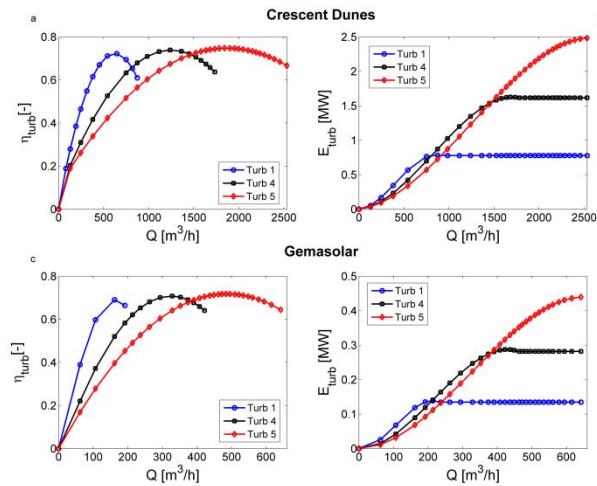 Crescent Dunes
a
0.8
0.6
0.4
0.2
0
η_turb[-]
Turb 1
Turb 4
Turb 5
0 500 1000 1500 2000 2500
Q [m³/h]
2.5
2
1.5
1
0.5
0
E_turb [MW]
Turb 1
Turb 4
Turb 5
0 500 1000 1500 2000 2500
Q [m³/h]
Gemasolar
c
0.8
0.6
0.4
0.2
0
η_turb[-]
Turb 1
Turb 4
Turb 5
0 100 200 300 400 500 600
Q [m³/h]
0.5
0.4
0.3
0.2
0.1
0
E_turb [MW]
Turb 1
Turb 4
Turb 5
0 100 200 300 400 500 600
Q [m³/h]